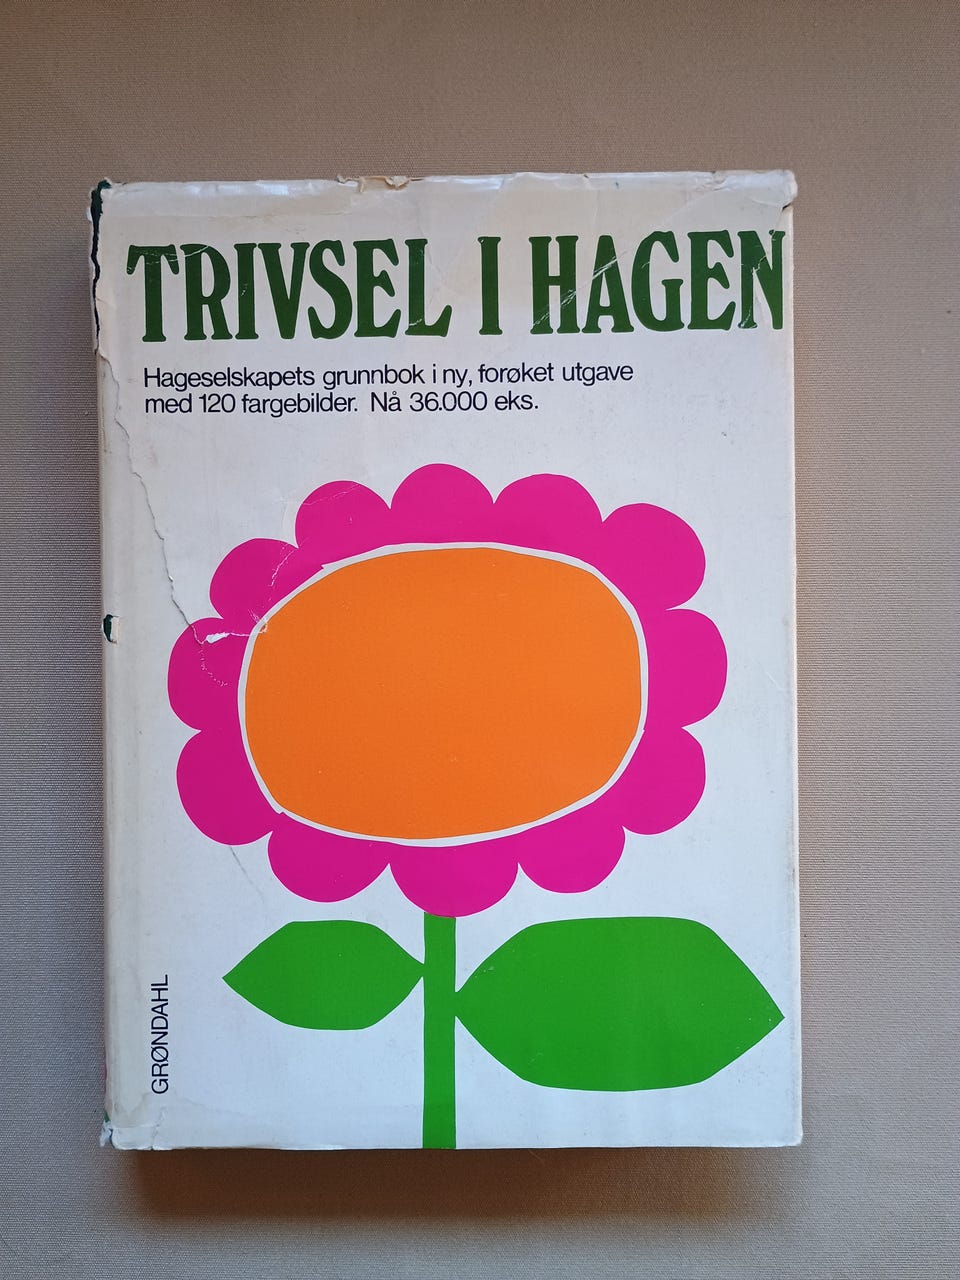 TRIVSEL I HAGEN
Hageselskapets grunnbok i ny, forøket utgave
med 120 fargebilder. Nå 36.000 eks.
GRØNDAHL